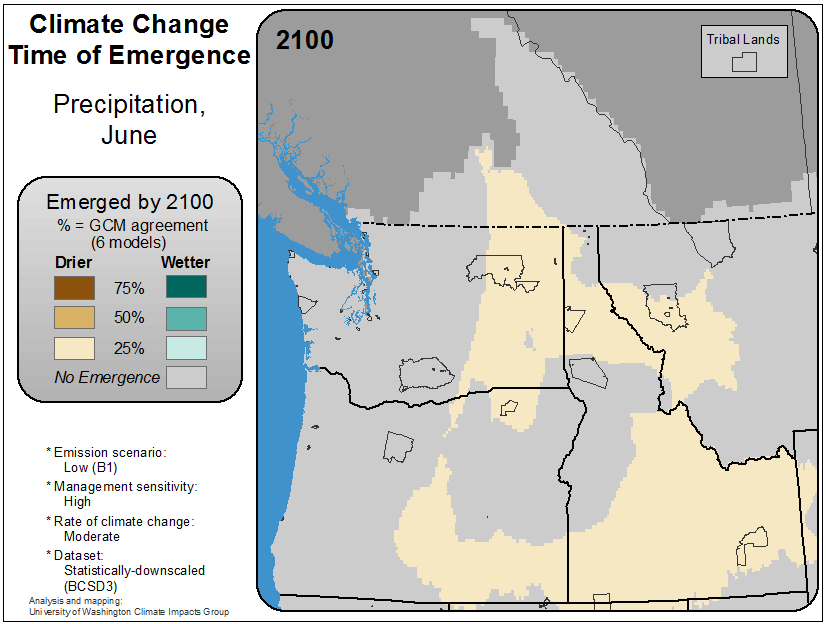 Climate Change
Time of Emergence
Precipitation,
June
Emerged by 2100
% = GCM agreement
(6 models)
Drier Wetter
75%
50%
25%
No Emergence
* Emission scenario:
Low (B1)
* Management sensitivity:
High
* Rate of climate change:
Moderate
* Dataset:
Statistically-downscaled
(BCSD3)
Analysis and mapping:
University of Washington Climate Impacts Group
2100
Tribal Lands